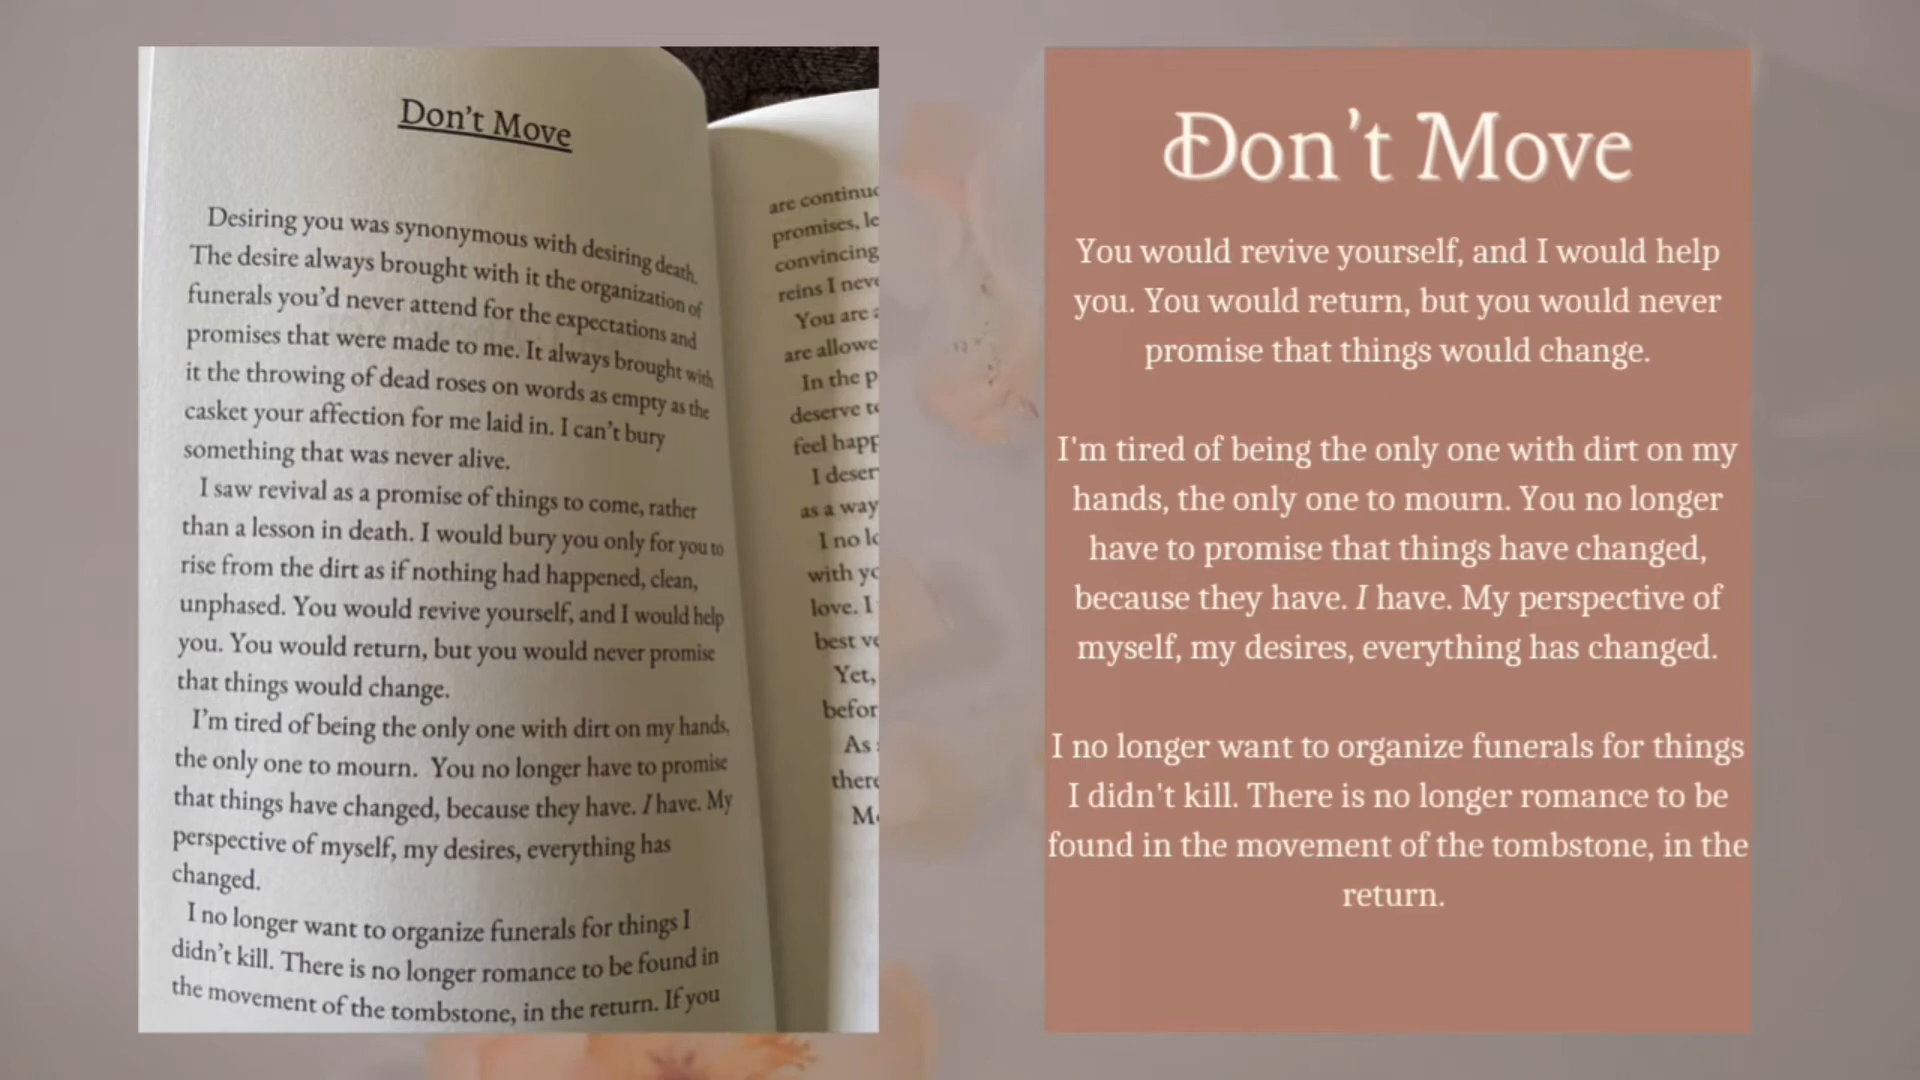 Don't Move
Desiring you was synonymous with desiring death.
The desire always brought with it the organization of
funerals you'd never attend for the expectations and
promises that were made to me. It always brought with
it the throwing of dead roses on words as empty as the
casket your affection for me laid in. I can't bury
something that was never alive.
I saw revival as a promise of things to come, rather
than a lesson in death. I would bury you only for you to
rise from the dirt as if nothing had happened, clean,
unphased. You would revive yourself, and I would help
you. You would return, but you would never promise
that things would change.
I'm tired of being the only one with dirt on my hands,
the only one to mourn. You no longer have to promise
that things have changed, because they have. I have. My
perspective of myself, my desires, everything has
changed.
I no longer want to organize funerals for things I
didn't kill. There is no longer romance to be found in
the movement of the tombstone, in the return. If you
are
promises,
convincing
reins I
You are
are
In the
deserve
feel
I
as a way
I no
with
love. I
best
Yet,
As
Don't Move
You would revive yourself, and I would help
you. You would return, but you would never
promise that things would change.
I'm tired of being the only one with dirt on my
hands, the only one to mourn. You no longer
have to promise that things have changed,
because they have. I have. My perspective of
myself, my desires, everything has changed.
I no longer want to organize funerals for things
I didn't kill. There is no longer romance to be
found in the movement of the tombstone, in the
return.